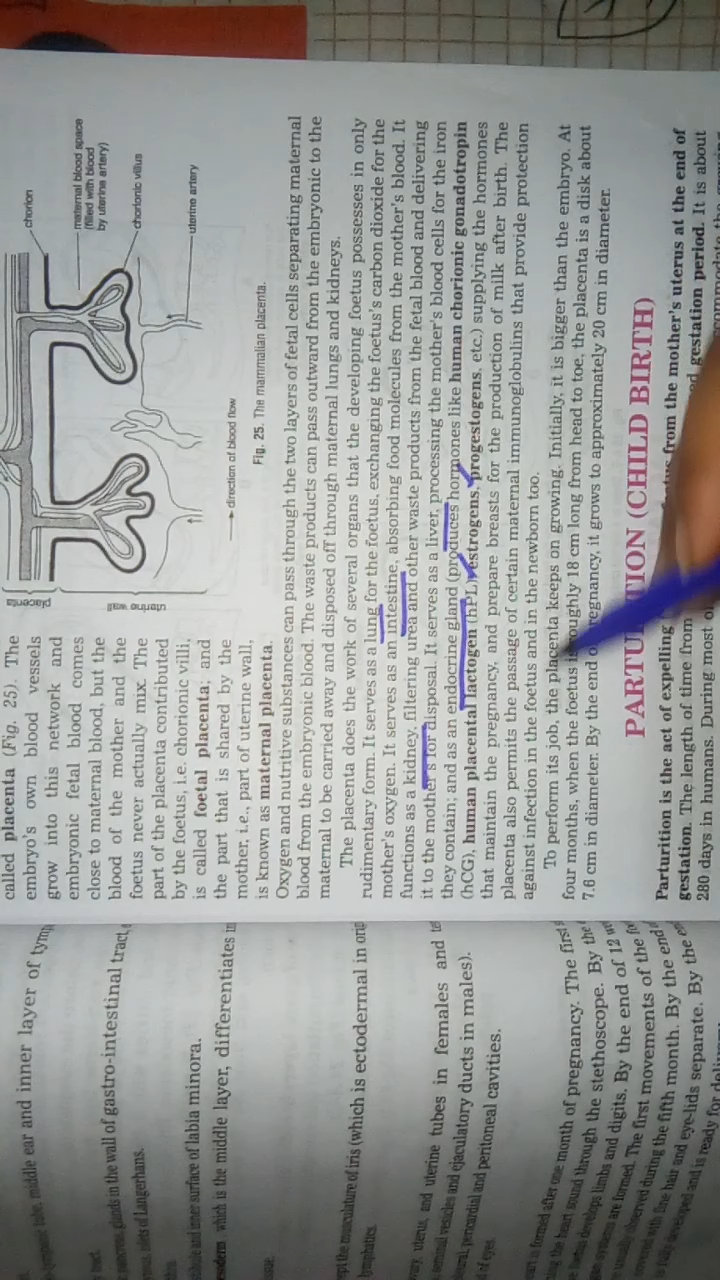 called placenta (Fig. 25). The
embryo's own blood vessels
grow into this network and
embryonic fetal blood comes
close to maternal blood, but the
blood of the mother and the
foetus never actually mix. The
part of the placenta contributed
by the foetus, i.e. chorionic villi,
is called foetal placenta; and
the part that is shared by the
mother, i.e., part of uterine wall,
is known as maternal placenta.
placenta
uterine wall
chorion
maternal blood space
(filled with blood
by uterine artery)
chorionic villus
uterine artery
direction of blood flow
Fig. 25. The mammalian placenta.
Oxygen and nutritive substances can pass through the two layers of fetal cells separating maternal
blood from the embryonic blood. The waste products can pass outward from the embryonic to the
maternal to be carried away and disposed off through maternal lungs and kidneys.
The placenta does the work of several organs that the developing foetus possesses in only
rudimentary form. It serves as a lung for the foetus, exchanging the foetus's carbon dioxide for the
mother's oxygen. It serves as an intestine, absorbing food molecules from the mother's blood. It
functions as a kidney, filtering urea and other waste products from the fetal blood and delivering
it to the mother's for disposal. It serves as a liver, processing the mother's blood cells for the iron
they contain; and as an endocrine gland (produces hormones like human chorionic gonadotropin
(hCG), human placental lactogen (hPL), estrogens, progestogens, etc.) supplying the hormones
that maintain the pregnancy, and prepare breasts for the production of milk after birth. The
placenta also permits the passage of certain maternal immunoglobulins that provide protection
against infection in the foetus and in the newborn too.
To perform its job, the placenta keeps on growing. Initially, it is bigger than the embryo. At
four months, when the foetus is roughly 18 cm long from head to toe, the placenta is a disk about
7.6 cm in diameter. By the end of pregnancy, it grows to approximately 20 cm in diameter.
PARTURITION (CHILD BIRTH)
Parturition is the act of expelling from the mother's uterus at the end of
gestation. The length of time from gestation period. It is about
280 days in humans. During most
middle ear and inner layer of
glands in the wall of gastro-intestinal tract
islets of Langerhans.
and inner surface of labia minora.
which is the middle layer, differentiates
the musculature of iris (which is ectodermal in
lymphatics.
uterus and uterine tubes in females and
seminal vesicles and ejaculatory ducts in males).
pericardial and peritoneal cavities.
of eyes.
is formed after one month of pregnancy. The first
the heart sound through the stethoscope. By the
develops limbs and digits. By the end of 12
are formed. The first movements of the
usually observed during the fifth month. By the end
covered with fine hair and eye-lids separate. By the
fully developed and is ready for